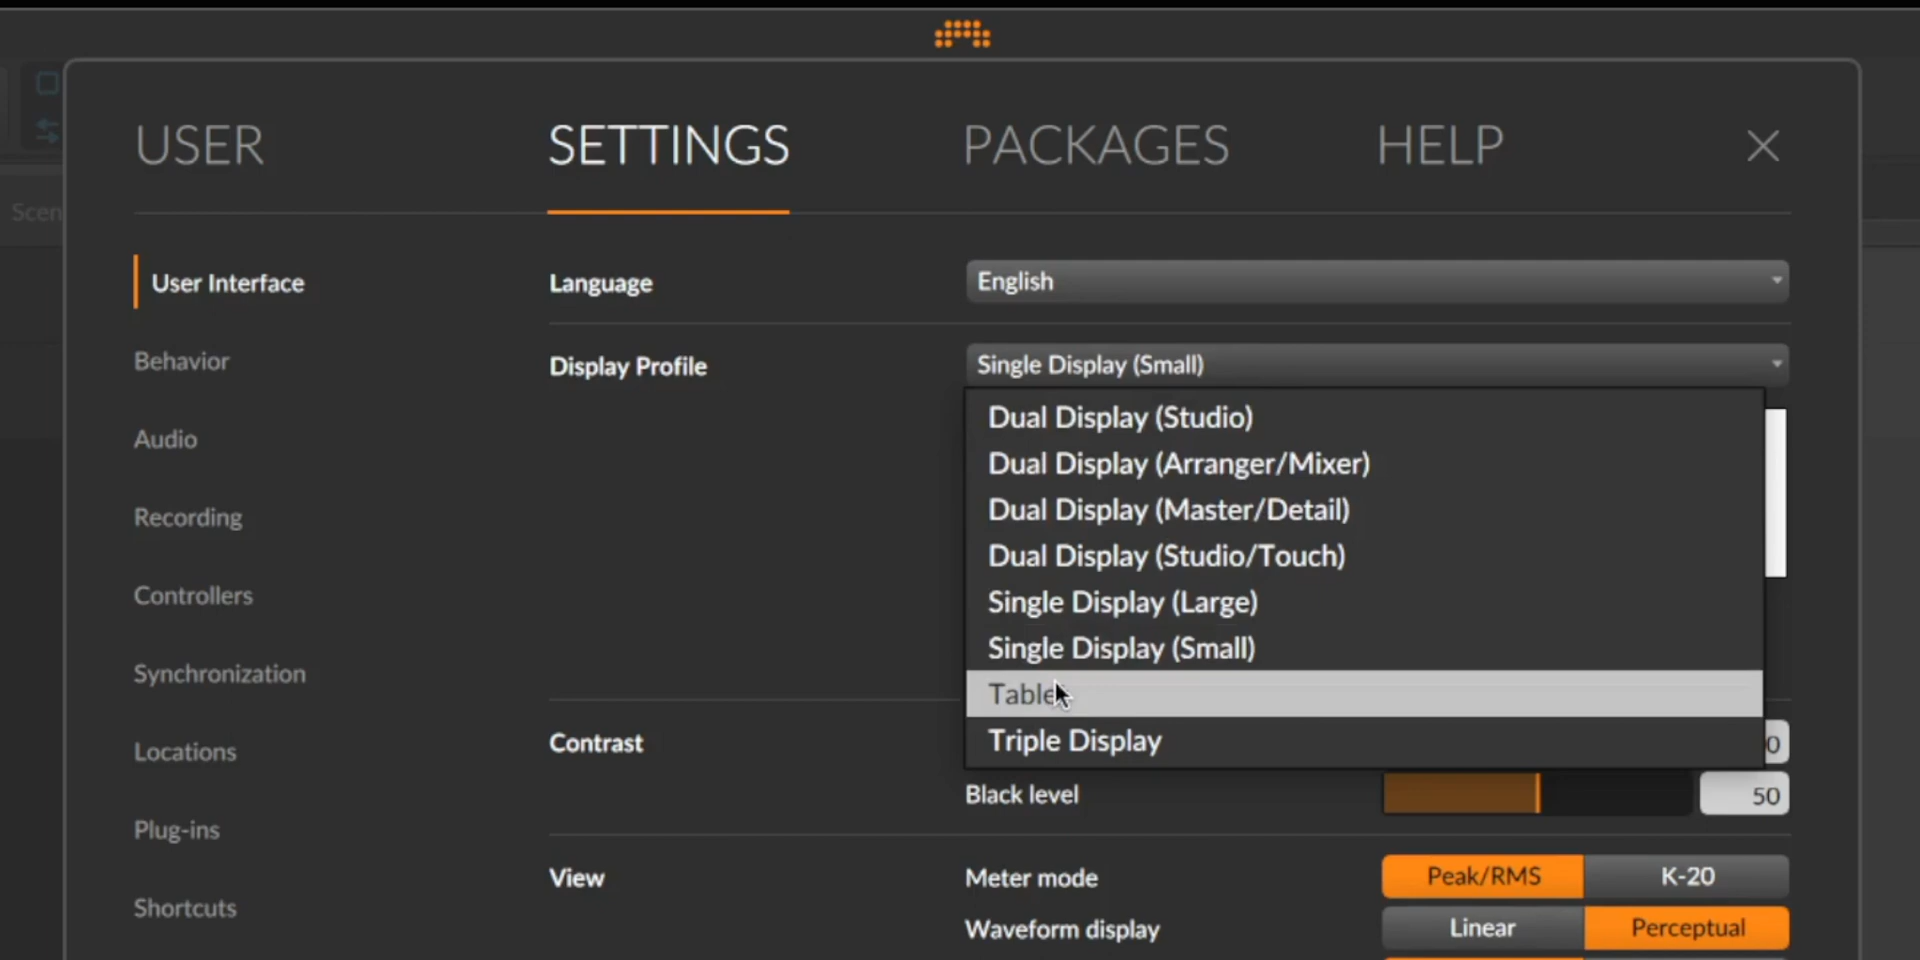 USER SETTINGS PACKAGES HELP
Scen
User Interface
Behavior
Audio
Recording
Controllers
Synchronization
Locations
Plug-ins
Shortcuts
Language English
Display Profile Single Display (Small)
Dual Display (Studio)
Dual Display (Arranger/Mixer)
Dual Display (Master/Detail)
Dual Display (Studio/Touch)
Single Display (Large)
Single Display (Small)
Table
Triple Display
Contrast 0
Black level 50
View Meter mode Peak/RMS K-20
Waveform display Linear Perceptual